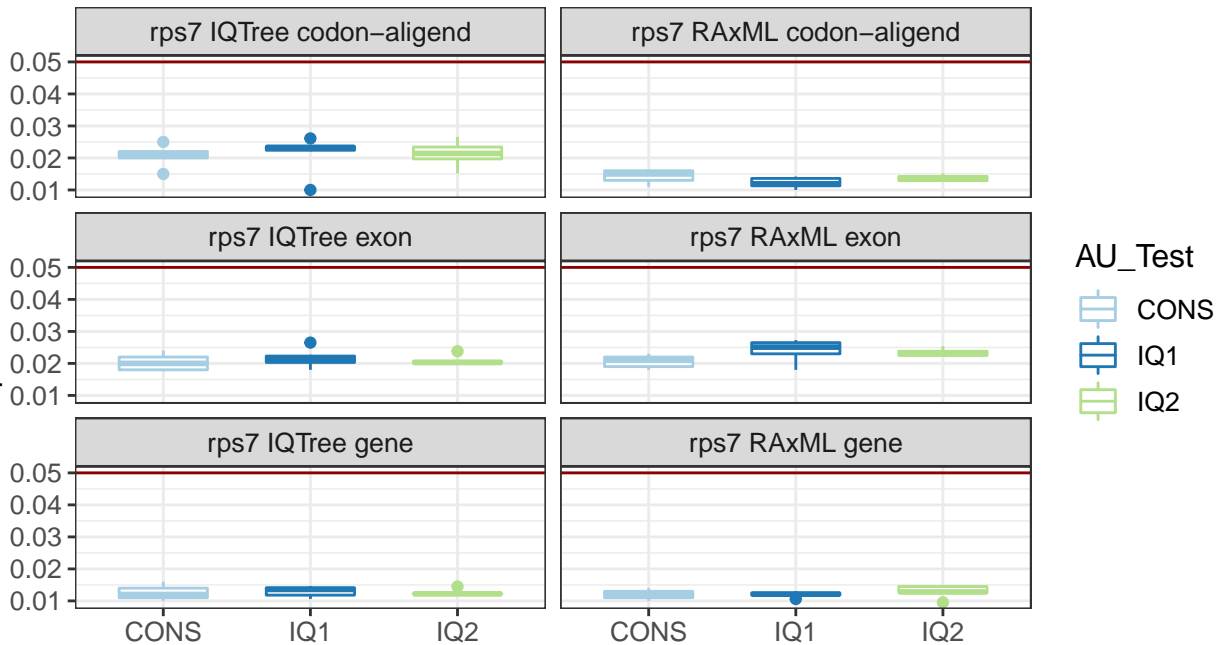 rps7 IQTree codon-aligend
rps7 RAxML codon-aligend
0.05
0.04
0.03
0.02
0.01
rps7 IQTree exon
rps7 RAxML exon
0.05
0.04
0.03
0.02
0.01
rps7 IQTree gene
rps7 RAxML gene
0.05
0.04
0.03
0.02
0.01
CONS
IQ1
IQ2
CONS
IQ1
IQ2
AU_Test
CONS
IQ1
IQ2